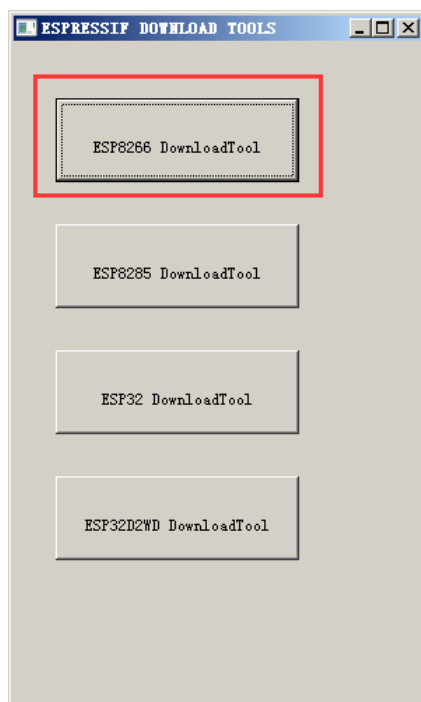 ESPRESSIF DOWNLOAD TOOLS
ESP8266 DownloadTool
ESP8285 DownloadTool
ESP32 DownloadTool
ESP32D2WD DownloadTool